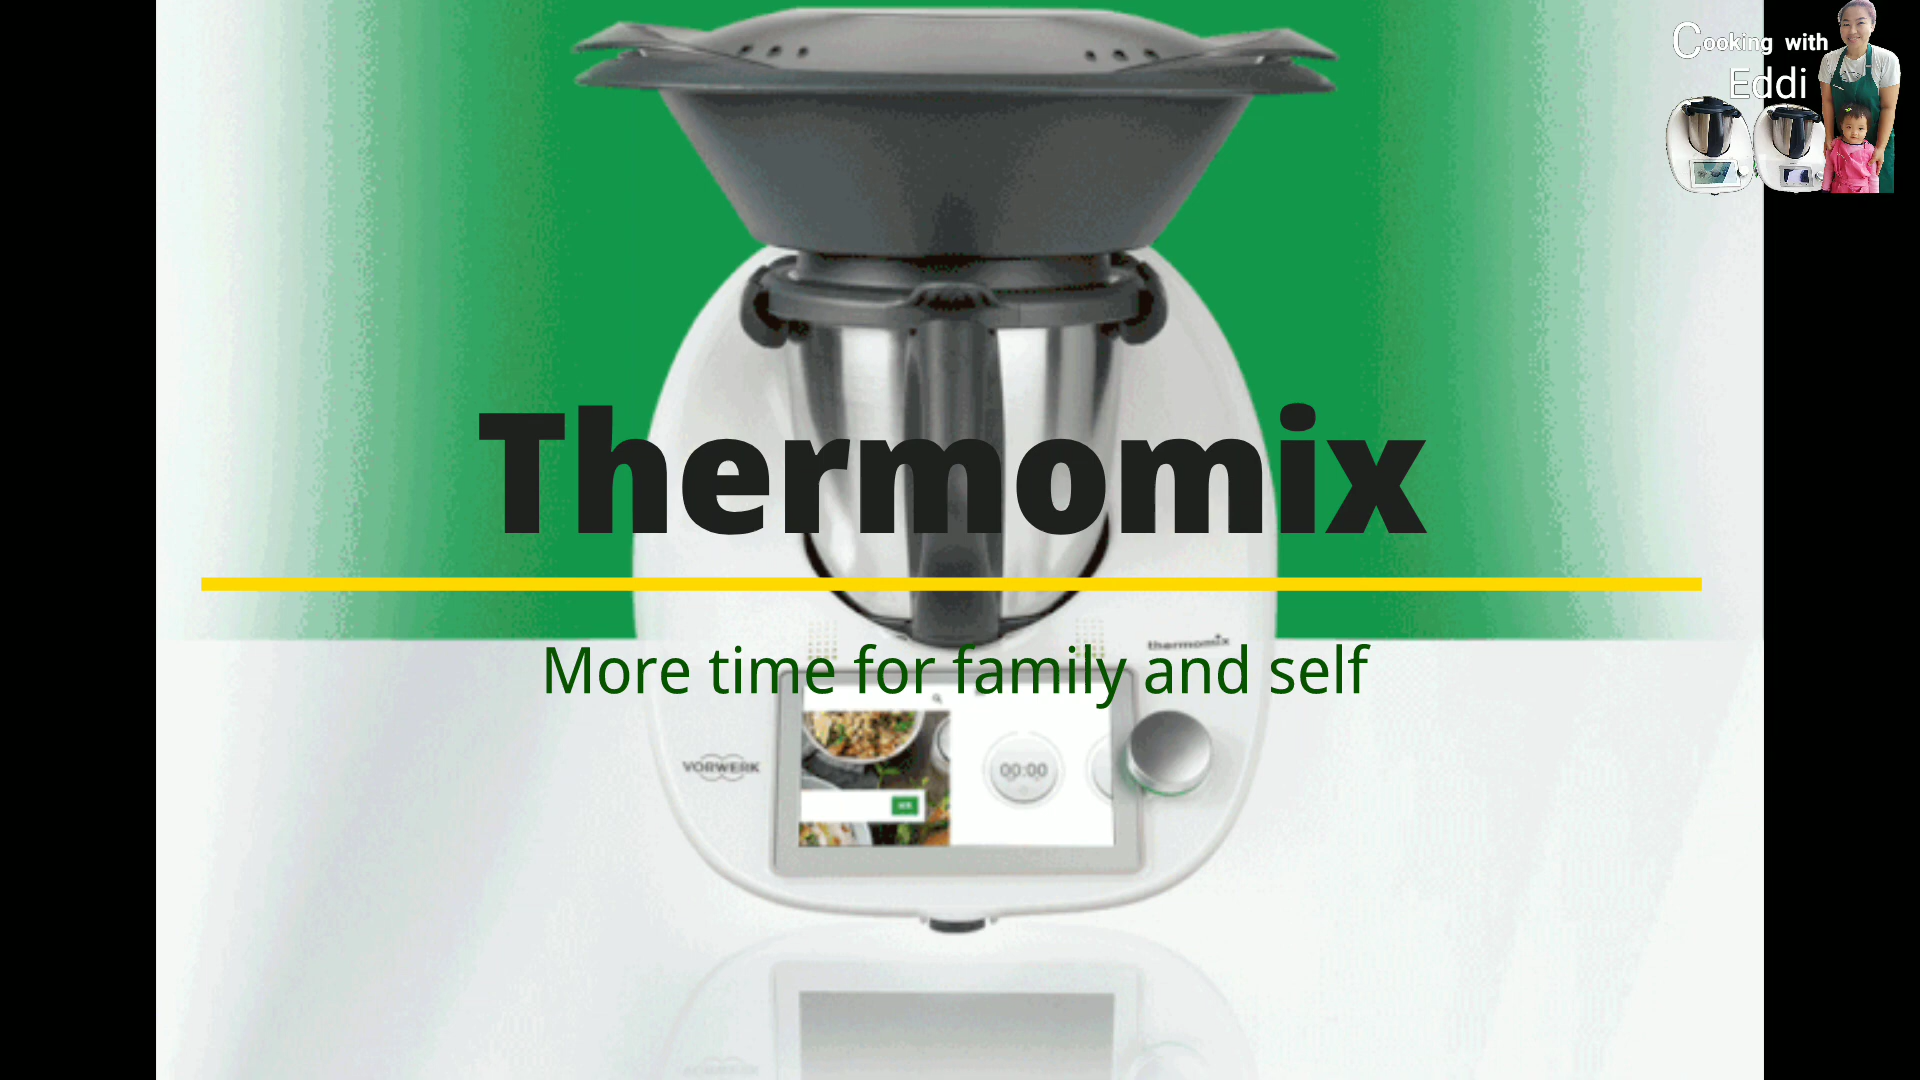 Cooking with
Eddi
Thermomix
thermomix
More time for family and self
VORWERK
00:00